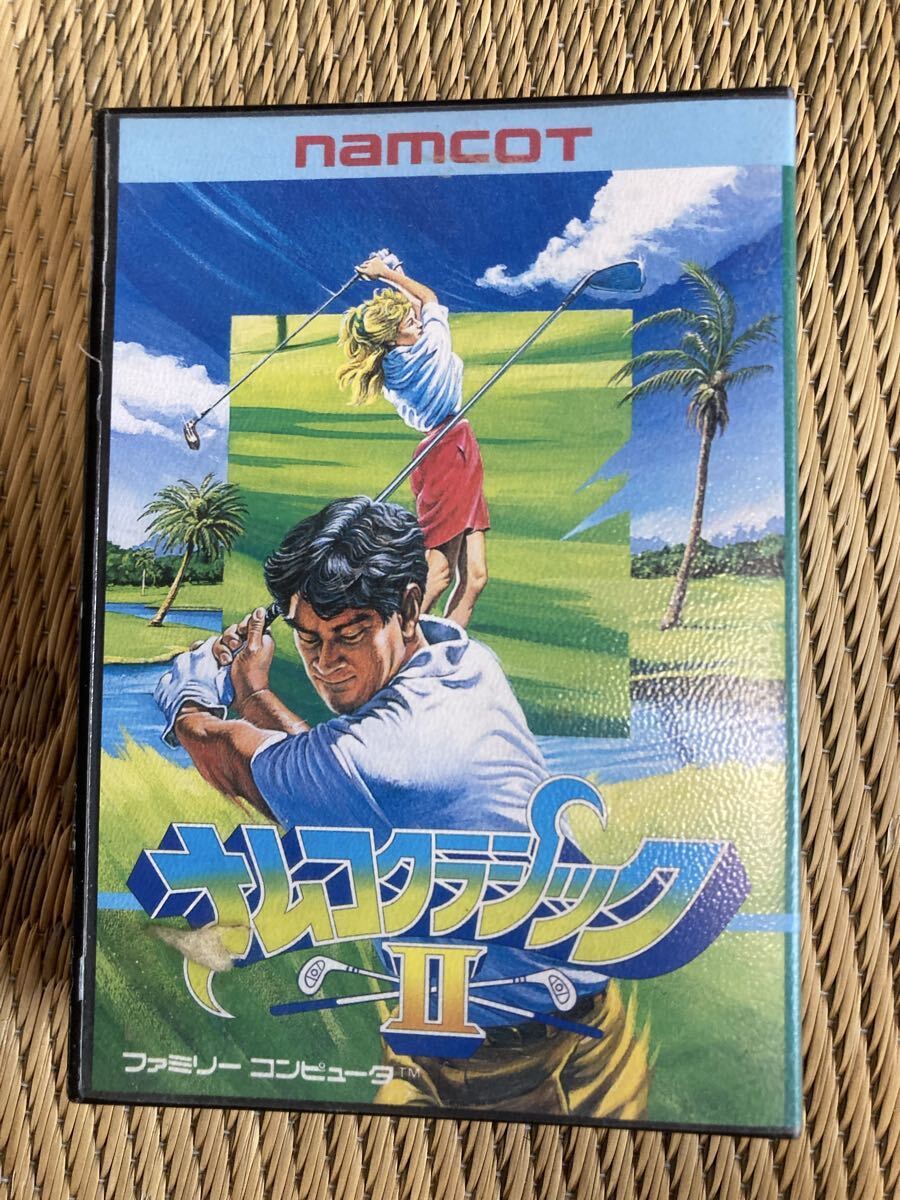 namcoT
ナムコクラシック
II
ファミリー コンピュータ™